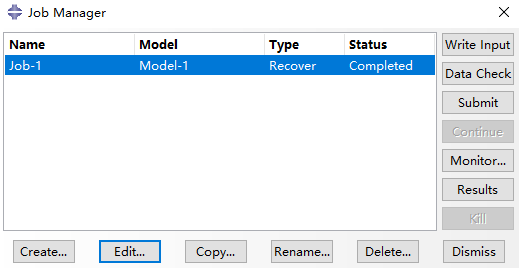 Job Manager
Name Model Type Status
Job-1 Model-1 Recover Completed
Write Input
Data Check
Submit
Continue
Monitor...
Results
Kill
Create... Edit... Copy... Rename... Delete... Dismiss